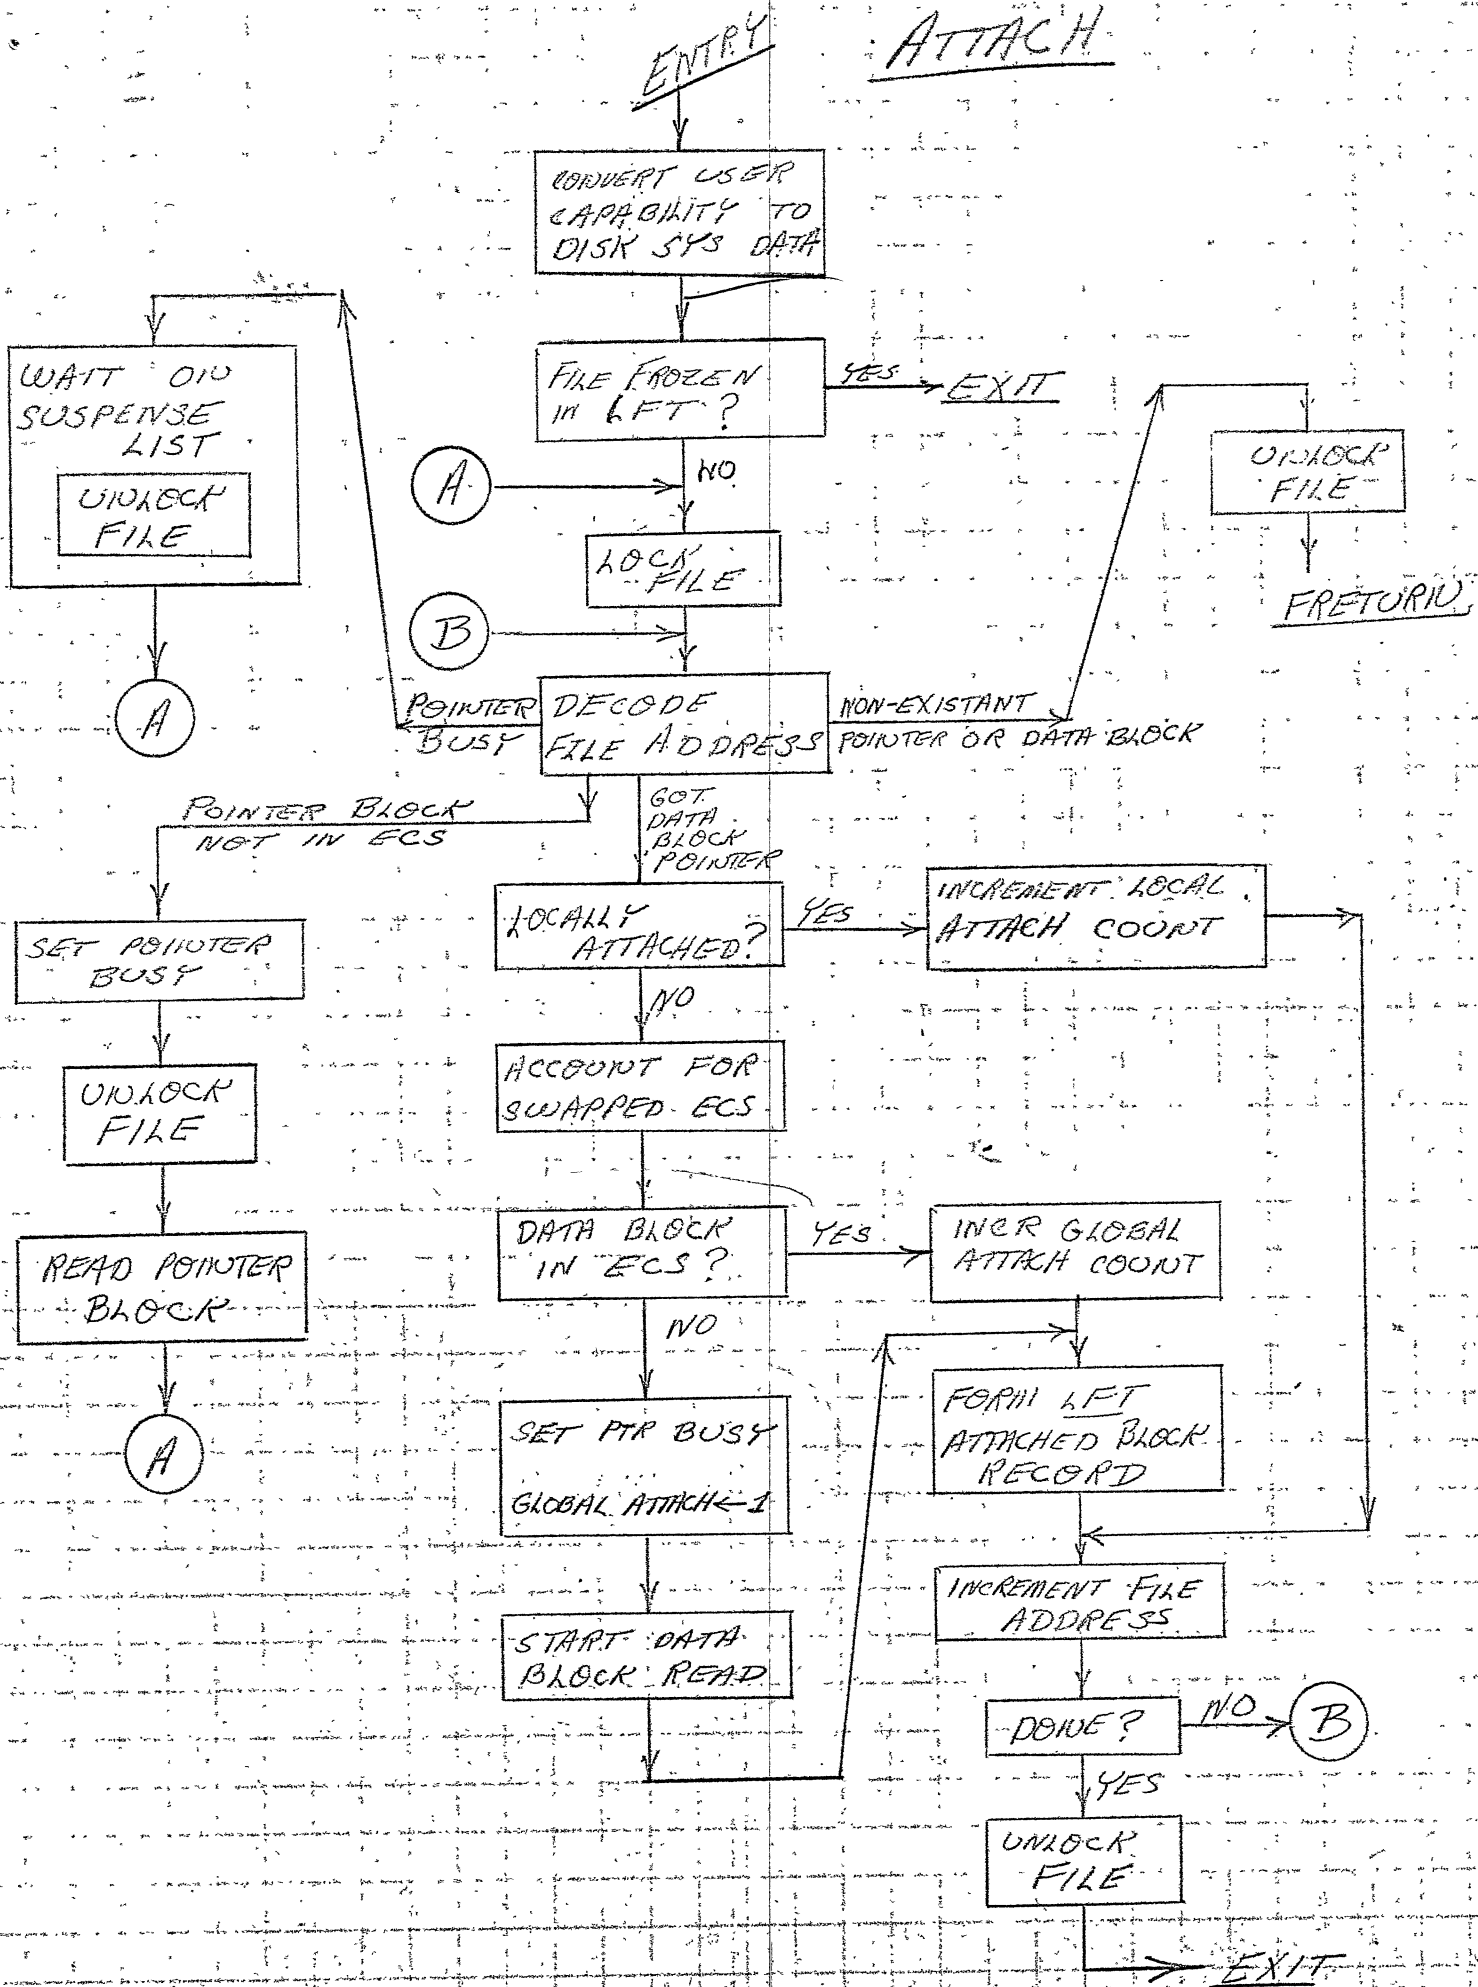 ATTACH
ENTRY
CONVERT USER
CAPABILITY TO
DISK SYS DATA
WAIT ON
SUSPENSE
LIST
UNLOCK
FILE
A
FILE FROZEN
IN LFT?
YES
EXIT
NO
A
LOCK
FILE
B
UNLOCK
FILE
FRETURN
POINTER
BUSY
DECODE
FILE ADDRESS
NON-EXISTANT
POINTER OR DATA BLOCK
POINTER BLOCK
NOT IN ECS
GOT
DATA
BLOCK
POINTER
SET POINTER
BUSY
UNLOCK
FILE
READ POINTER
BLOCK
A
LOCALLY
ATTACHED?
YES
INCREMENT LOCAL
ATTACH COUNT
NO
ACCOUNT FOR
SWAPPED ECS
DATA BLOCK
IN ECS?
YES
INCR GLOBAL
ATTACH COUNT
NO
SET PTR BUSY
GLOBAL ATTACH←1
START DATA
BLOCK READ
FORM LFT
ATTACHED BLOCK
RECORD
INCREMENT FILE
ADDRESS
DONE?
NO
B
YES
UNLOCK
FILE
EXIT